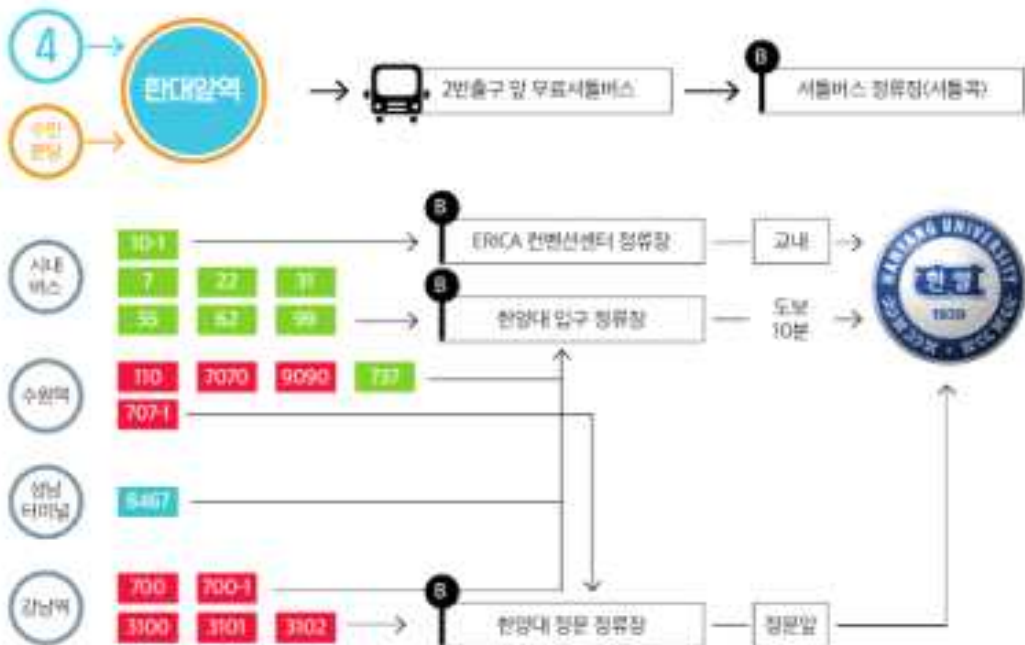 4
한대앞역
2번출구 앞 무료셔틀버스
B
셔틀버스 정류장(셔틀콕)
수인
분당
시내
버스
10-1
B
ERICA 컨벤션센터 정류장
교내
7 22 31
55 62 99
B
한양대 입구 정류장
도보
10분
HANYANG UNIVERSITY
한양
1939
수원역
110 7070 9090 737
707-1
성남
터미널
8467
강남역
700 700-1
3100 3101 3102
B
한양대 정문 정류장
정문앞